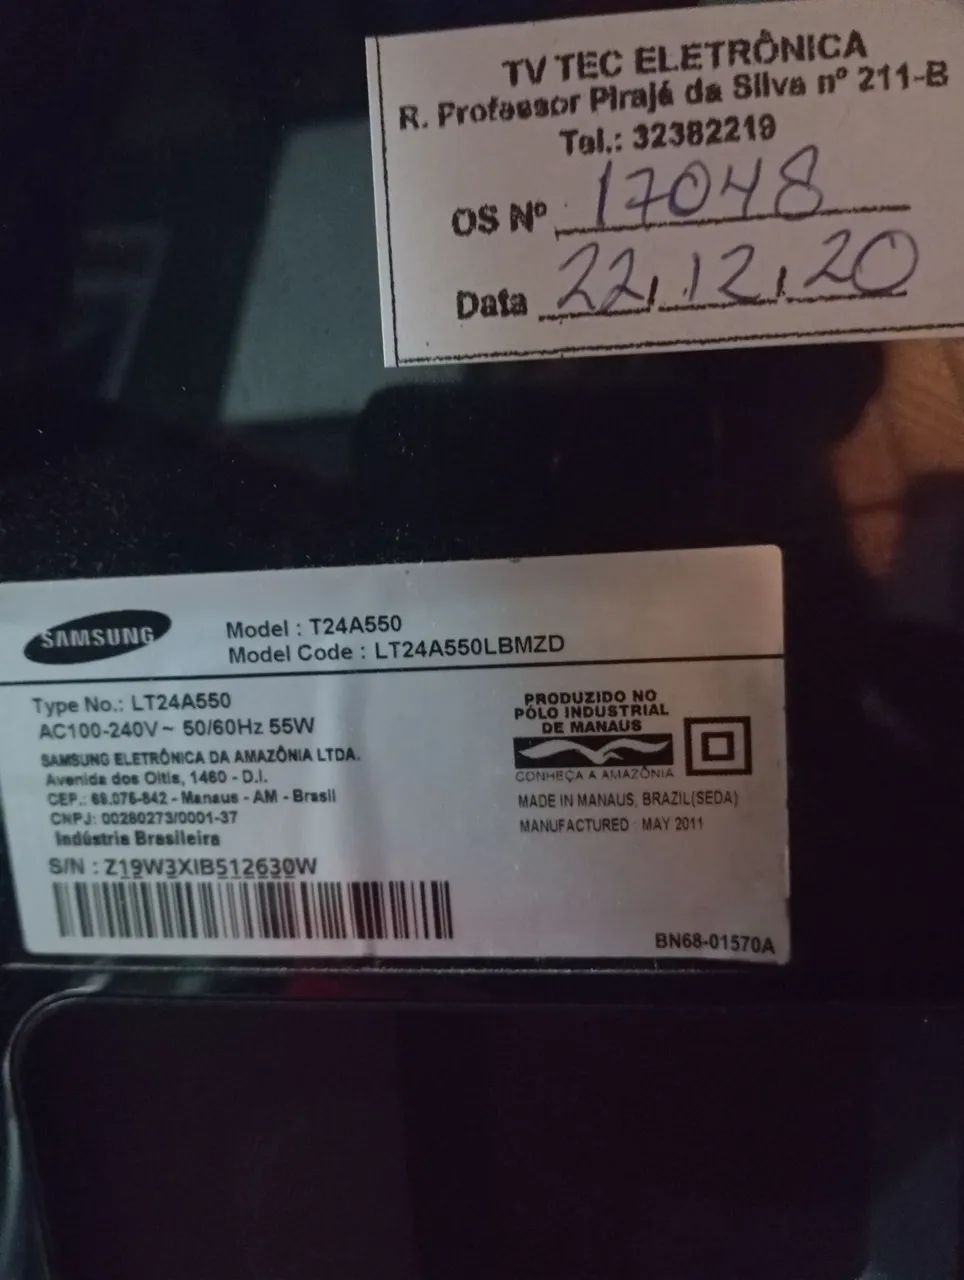 TV TEC ELETRÔNICA
R. Professor Pirajá da Silva nº 211-B
Tel.: 32382219
OS Nº 17048
Data 22,12,20
SAMSUNG
Model : T24A550
Model Code : LT24A550LBMZD
Type No.: LT24A550
AC100-240V~ 50/60Hz 55W
SAMSUNG ELETRÔNICA DA AMAZÔNIA LTDA.
Avenida dos Oitis, 1460 - D.I.
CEP.: 69.075-842 - Manaus - AM - Brasil
CNPJ: 00280273/0001-37
Indústria Brasileira
S/N : Z19W3XIB512630W
PRODUZIDO NO
PÓLO INDUSTRIAL
DE MANAUS
CONHEÇA A AMAZÔNIA
MADE IN MANAUS, BRAZIL(SEDA)
MANUFACTURED : MAY 2011
BN68-01570A